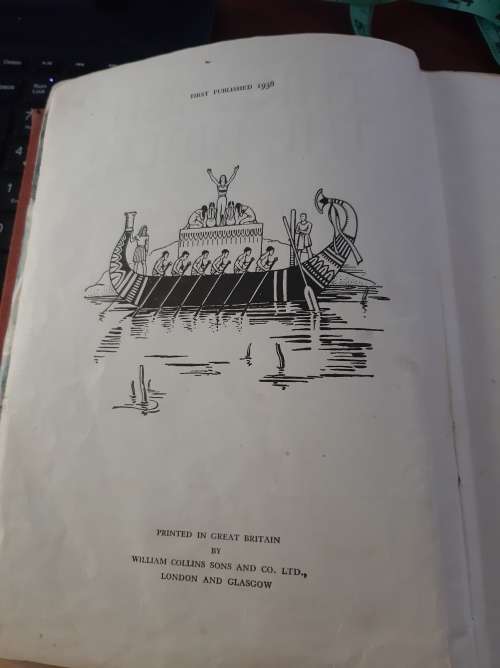 FIRST PUBLISHED 1938
PRINTED IN GREAT BRITAIN
BY
WILLIAM COLLINS SONS AND CO. LTD.,
LONDON AND GLASGOW